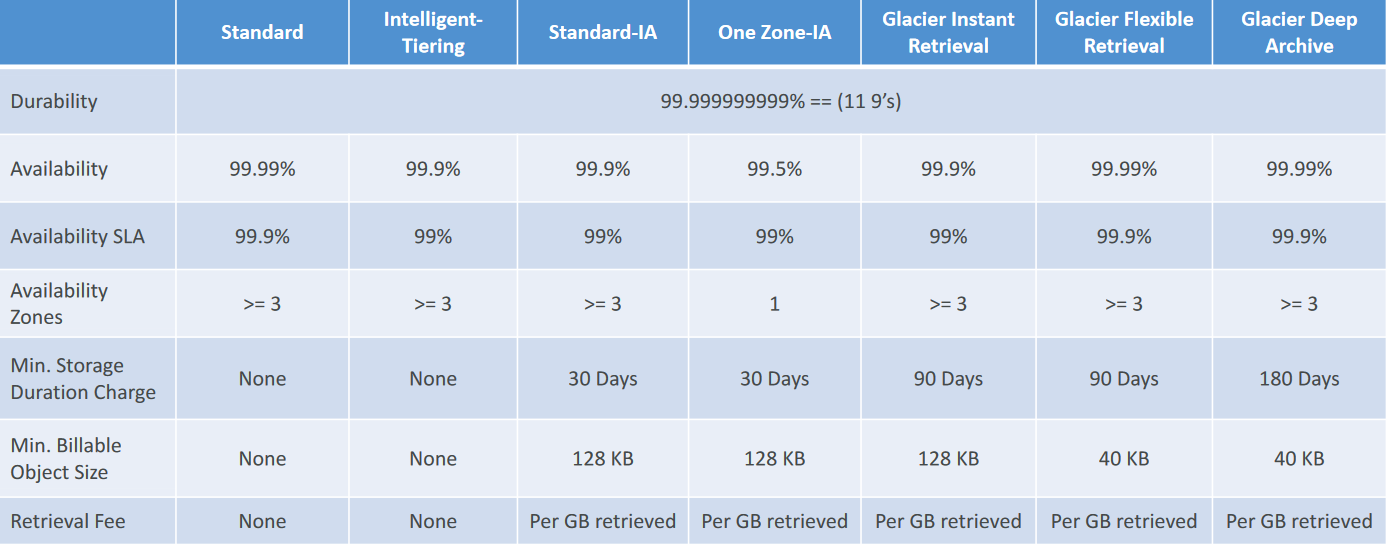 Standard Intelligent-Tiering Standard-IA One Zone-IA Glacier Instant Retrieval Glacier Flexible Retrieval Glacier Deep Archive
Durability 99.999999999% == (11 9’s)
Availability 99.99% 99.9% 99.9% 99.5% 99.9% 99.99% 99.99%
Availability SLA 99.9% 99% 99% 99% 99% 99.9% 99.9%
Availability Zones >= 3 >= 3 >= 3 1 >= 3 >= 3 >= 3
Min. Storage Duration Charge None None 30 Days 30 Days 90 Days 90 Days 180 Days
Min. Billable Object Size None None 128 KB 128 KB 128 KB 40 KB 40 KB
Retrieval Fee None None Per GB retrieved Per GB retrieved Per GB retrieved Per GB retrieved Per GB retrieved